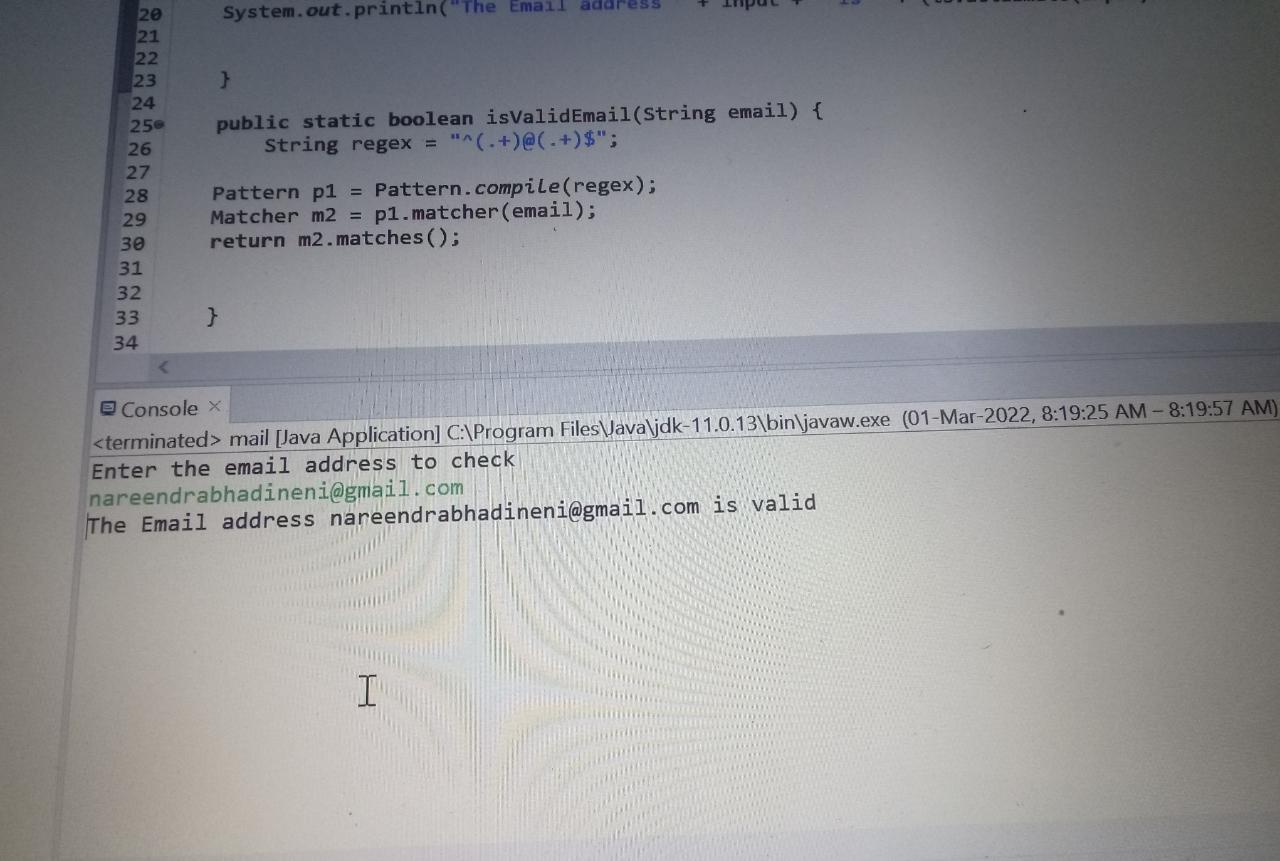 20 System.out.println("The Email address " + input + " is
21
22
23 }
24
25 public static boolean isValidEmail(String email) {
26 String regex = "^(.+)@(.+)$";
27
28 Pattern p1 = Pattern.compile(regex);
29 Matcher m2 = p1.matcher(email);
30 return m2.matches();
31
32
33 }
34
Console
<terminated> mail [Java Application] C:\Program Files\Java\jdk-11.0.13\bin\javaw.exe (01-Mar-2022, 8:19:25 AM – 8:19:57 AM)
Enter the email address to check
nareendrabhadineni@gmail.com
The Email address nareendrabhadineni@gmail.com is valid